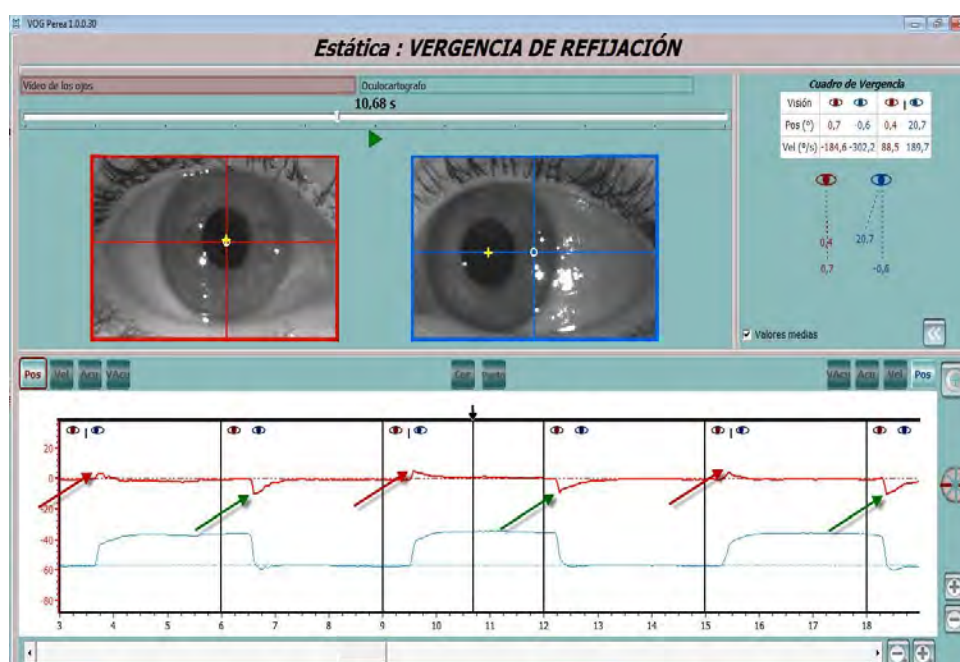 VOG Perea 1.0.0.30
Estática : VERGENCIA DE REFIJACIÓN
Vídeo de los ojos
Oculocartografo
10,68 s
Cuadro de Vergencia
Visión
Pos (º) 0,7 -0,6 0,4 20,7
Vel (º/s) -184,6 -302,2 88,5 189,7
0,4 20,7
0,7 -0,6
Valores medias
Pos Vel Acu VAcu Cor Punto VAcu Acu Vel Pos
20
0
-20
-40
-60
-80
3 4 5 6 7 8 9 10 11 12 13 14 15 16 17 18